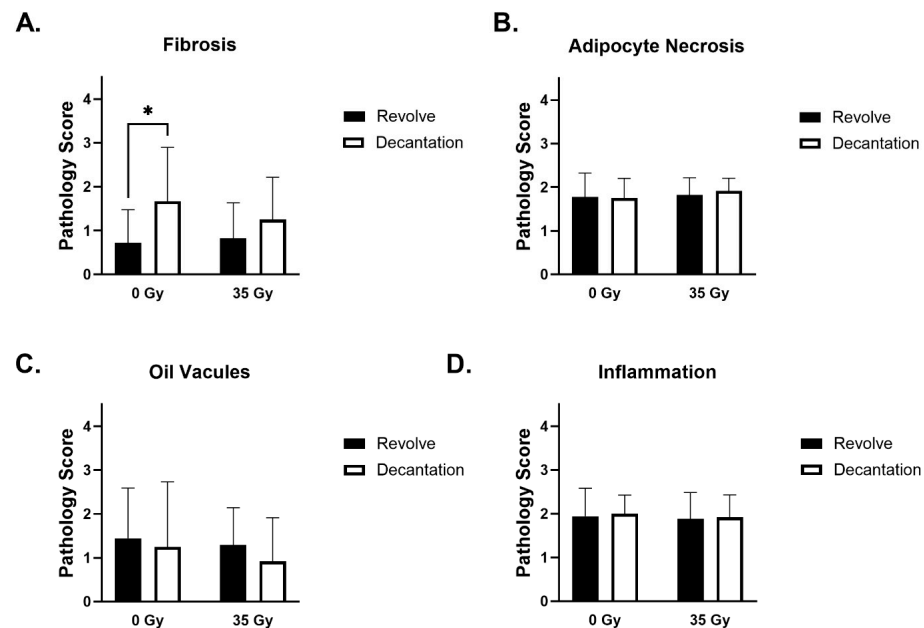 A.
Fibrosis
Pathology Score
4
3
2
1
0
*
0 Gy
35 Gy
Revolve
Decantation
B.
Adipocyte Necrosis
Pathology Score
4
3
2
1
0
0 Gy
35 Gy
Revolve
Decantation
C.
Oil Vacules
Pathology Score
4
3
2
1
0
0 Gy
35 Gy
Revolve
Decantation
D.
Inflammation
Pathology Score
4
3
2
1
0
0 Gy
35 Gy
Revolve
Decantation